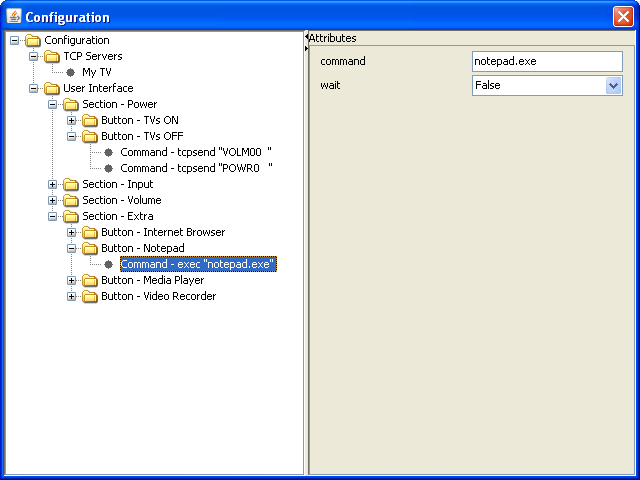 Configuration
Configuration
TCP Servers
My TV
User Interface
Section - Power
Button - TVs ON
Button - TVs OFF
Command - tcpsend "VOLM00  "
Command - tcpsend "POWR0   "
Section - Input
Section - Volume
Section - Extra
Button - Internet Browser
Button - Notepad
Command - exec "notepad.exe"
Button - Media Player
Button - Video Recorder
Attributes
command notepad.exe
wait False